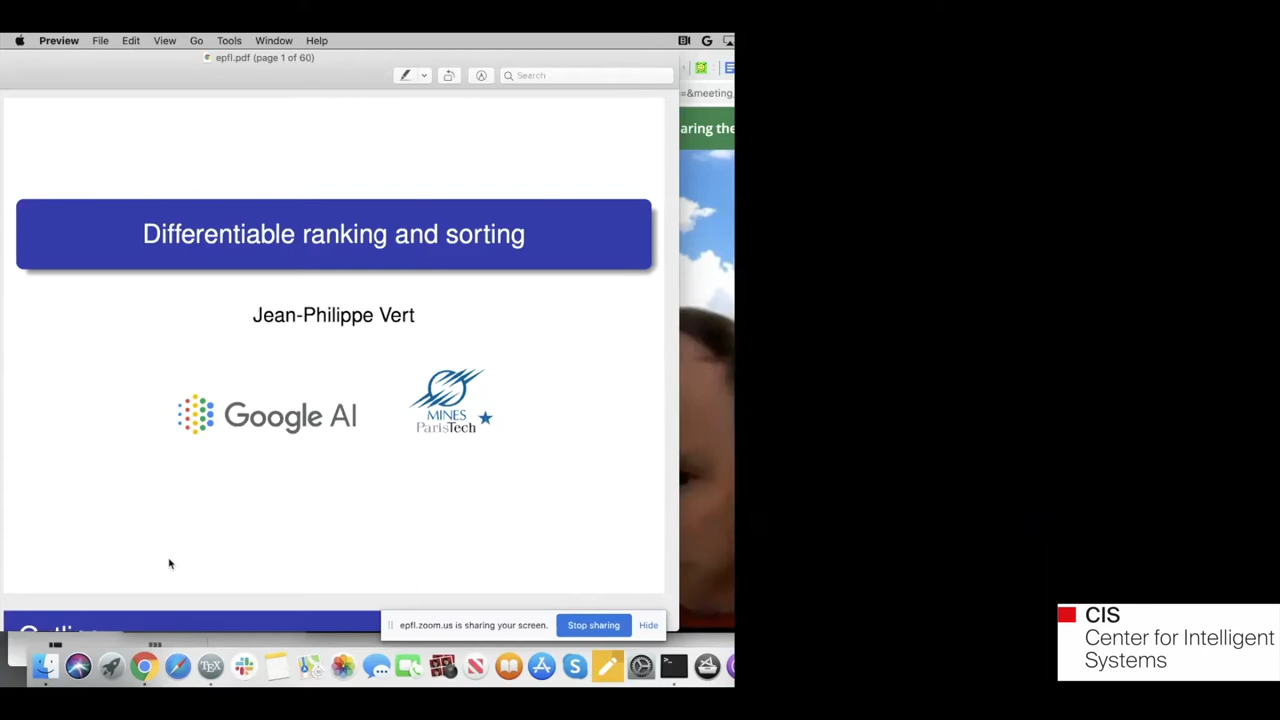 Preview File Edit View Go Tools Window Help
epfl.pdf (page 1 of 60)
Search
=&meeting
aring the
Differentiable ranking and sorting
Jean-Philippe Vert
Google AI
MINES
ParisTech
epfl.zoom.us is sharing your screen.
Stop sharing
Hide
CIS
Center for Intelligent
Systems